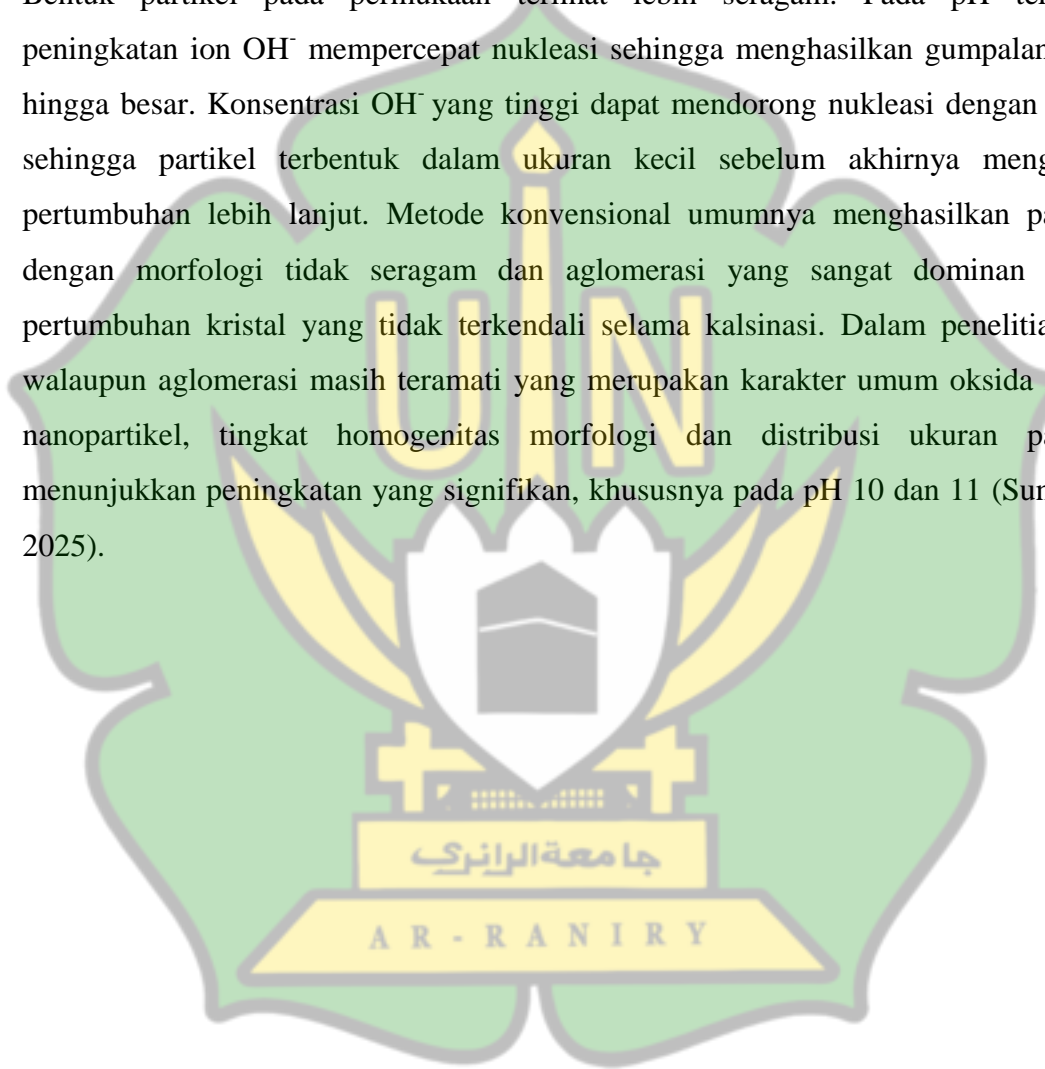 Bentuk partikel pada permukaan terlihat lebih seragam. Pada pH
peningkatan ion OH⁻ mempercepat nukleasi sehingga menghasilkan gumpalan
hingga besar. Konsentrasi OH⁻ yang tinggi dapat mendorong nukleasi dengan
sehingga partikel terbentuk dalam ukuran kecil sebelum akhirnya
pertumbuhan lebih lanjut. Metode konvensional umumnya menghasilkan
dengan morfologi tidak seragam dan aglomerasi yang sangat dominan
pertumbuhan kristal yang tidak terkendali selama kalsinasi. Dalam
walaupun aglomerasi masih teramati yang merupakan karakter umum oksida
nanopartikel, tingkat homogenitas morfologi dan distribusi ukuran
menunjukkan peningkatan yang signifikan, khususnya pada pH 10 dan 11
2025).
UIN
جامعة الرانري
AR-RANIRY